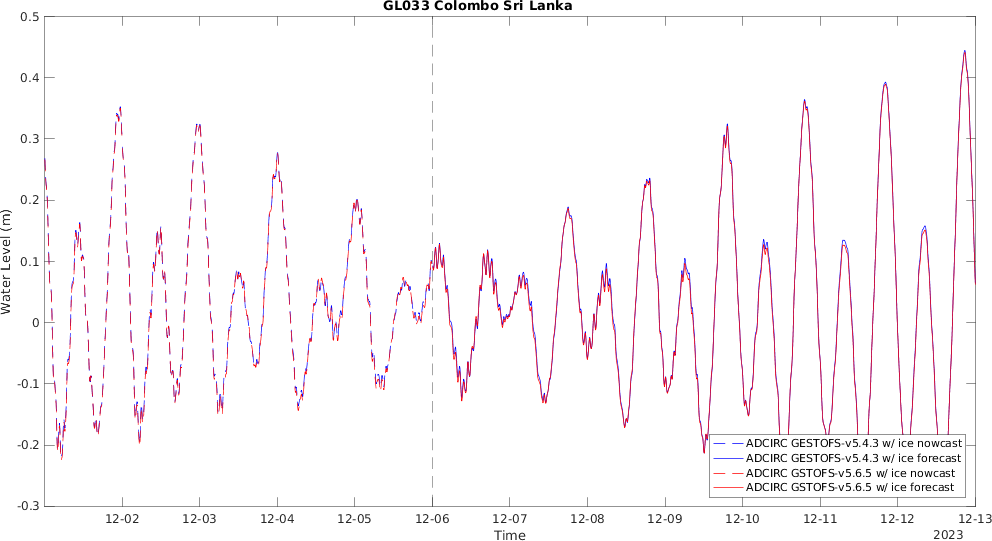 GL033 Colombo Sri Lanka
0.5
0.4
0.3
0.2
0.1
0
-0.1
-0.2
-0.3
Water Level (m)
ADCIRC GESTOFS-v5.4.3 w/ ice nowcast
ADCIRC GESTOFS-v5.4.3 w/ ice forecast
ADCIRC GSTOFS-v5.6.5 w/ ice nowcast
ADCIRC GSTOFS-v5.6.5 w/ ice forecast
12-02 12-03 12-04 12-05 12-06 12-07 12-08 12-09 12-10 12-11 12-12 12-13
Time
2023